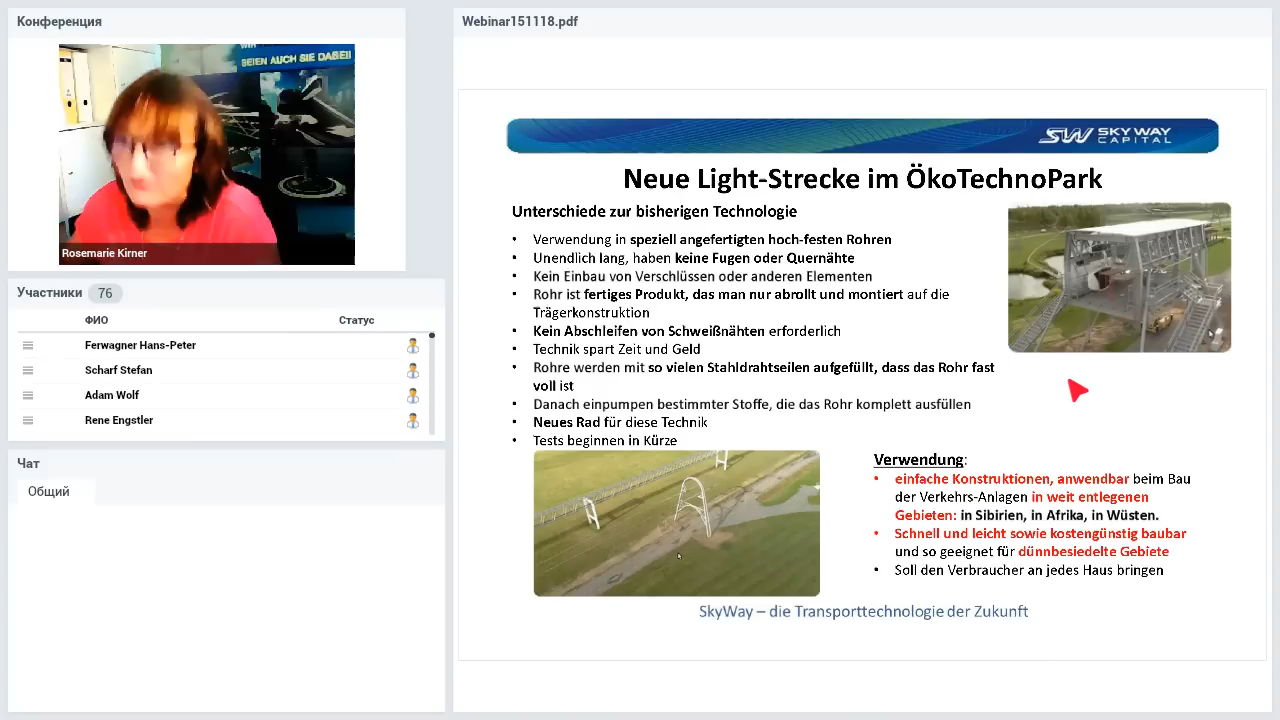 Конференция
WIR
SEIEN AUCH SIE DABEI!
Rosemarie Kirner
Участники 76
ФИО Статус
Ferwagner Hans-Peter
Scharf Stefan
Adam Wolf
Rene Engstler
Чат
Общий
Webinar151118.pdf
SW SKY WAY
CAPITAL
Neue Light-Strecke im ÖkoTechnoPark
Unterschiede zur bisherigen Technologie
• Verwendung in speziell angefertigten hoch-festen Rohren
• Unendlich lang, haben keine Fugen oder Quernähte
• Kein Einbau von Verschlüssen oder anderen Elementen
• Rohr ist fertiges Produkt, das man nur abrollt und montiert auf die
Trägerkonstruktion
• Kein Abschleifen von Schweißnähten erforderlich
• Technik spart Zeit und Geld
• Rohre werden mit so vielen Stahldrahtseilen aufgefüllt, dass das Rohr fast
voll ist
• Danach einpumpen bestimmter Stoffe, die das Rohr komplett ausfüllen
• Neues Rad für diese Technik
• Tests beginnen in Kürze
Verwendung:
• einfache Konstruktionen, anwendbar beim Bau
der Verkehrs-Anlagen in weit entlegenen
Gebieten: in Sibirien, in Afrika, in Wüsten.
• Schnell und leicht sowie kostengünstig baubar
und so geeignet für dünnbesiedelte Gebiete
• Soll den Verbraucher an jedes Haus bringen
SkyWay – die Transporttechnologie der Zukunft